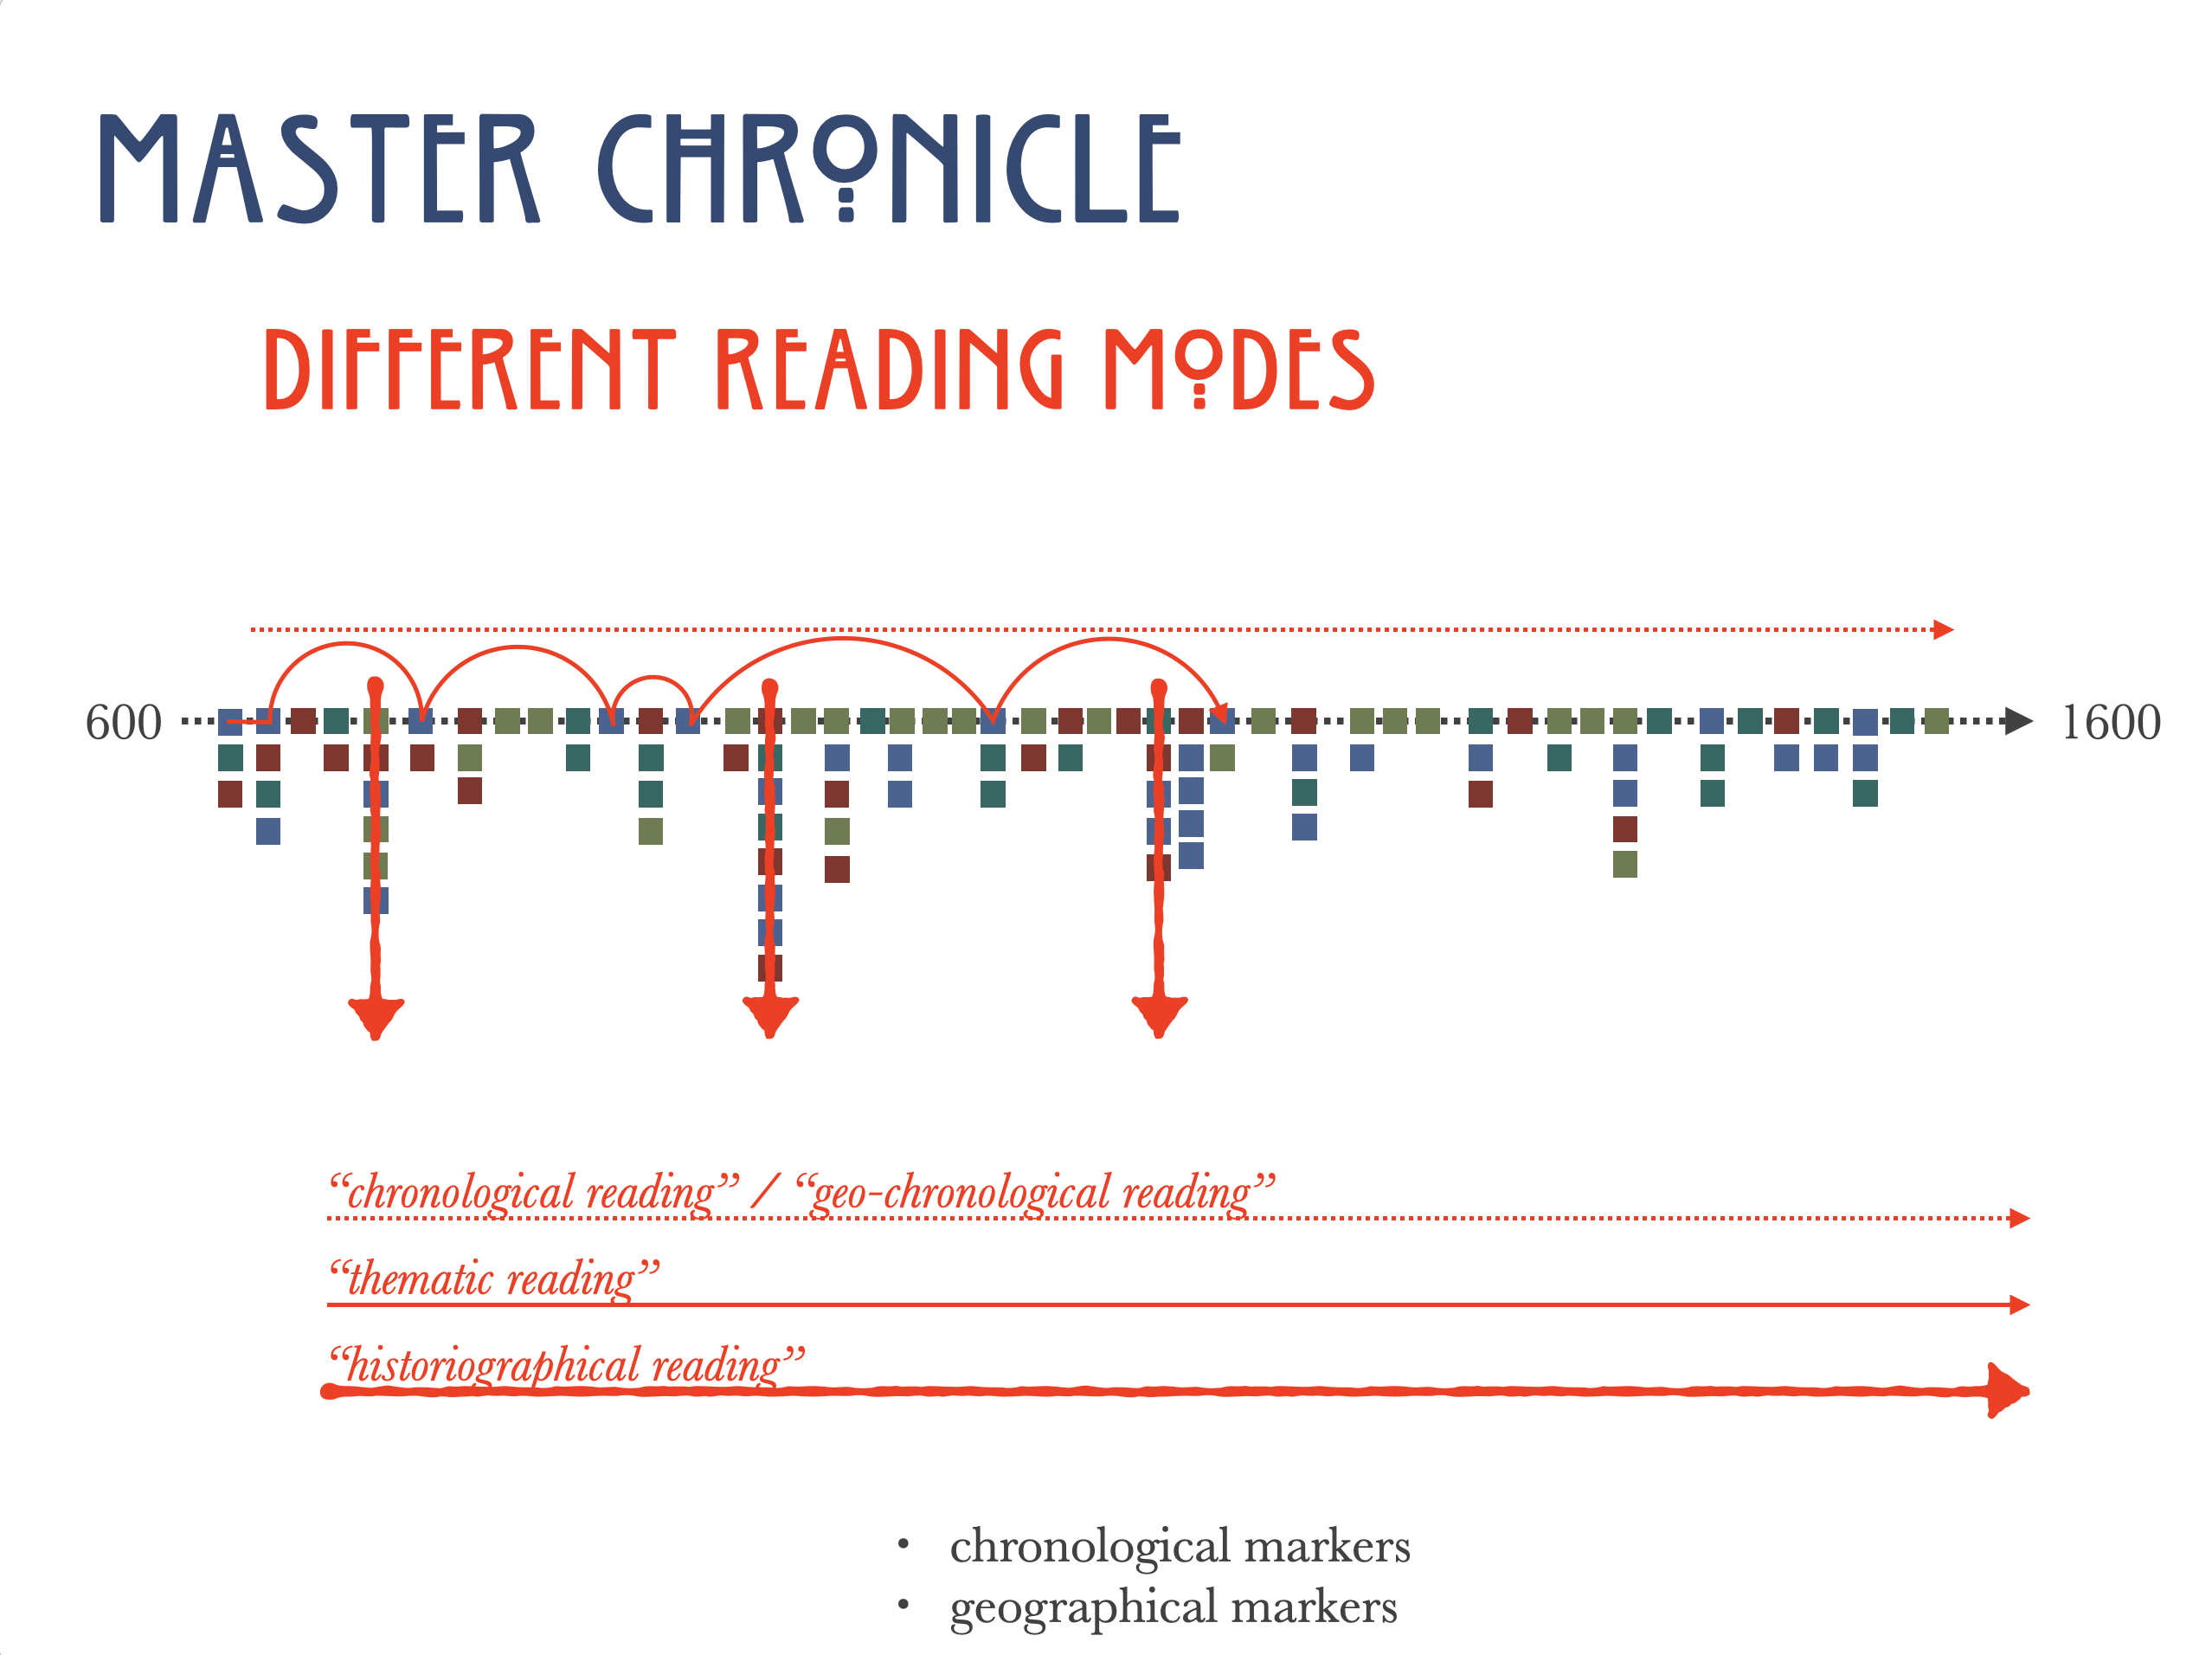 MASTER CHRONICLE
DIFFERENT READING MODES
600
1600
“chronological reading” / “geo-chronological reading”
“thematic reading”
“historiographical reading”
• chronological markers
• geographical markers